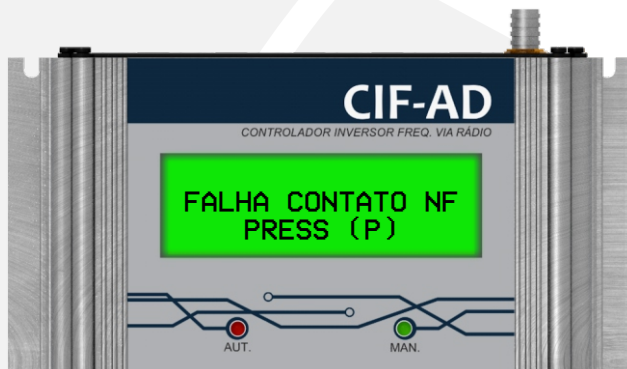 CIF-AD
CONTROLADOR INVERSOR FREQ. VIA RÁDIO
FALHA CONTATO NF
PRESS (P)
AUT.
MAN.